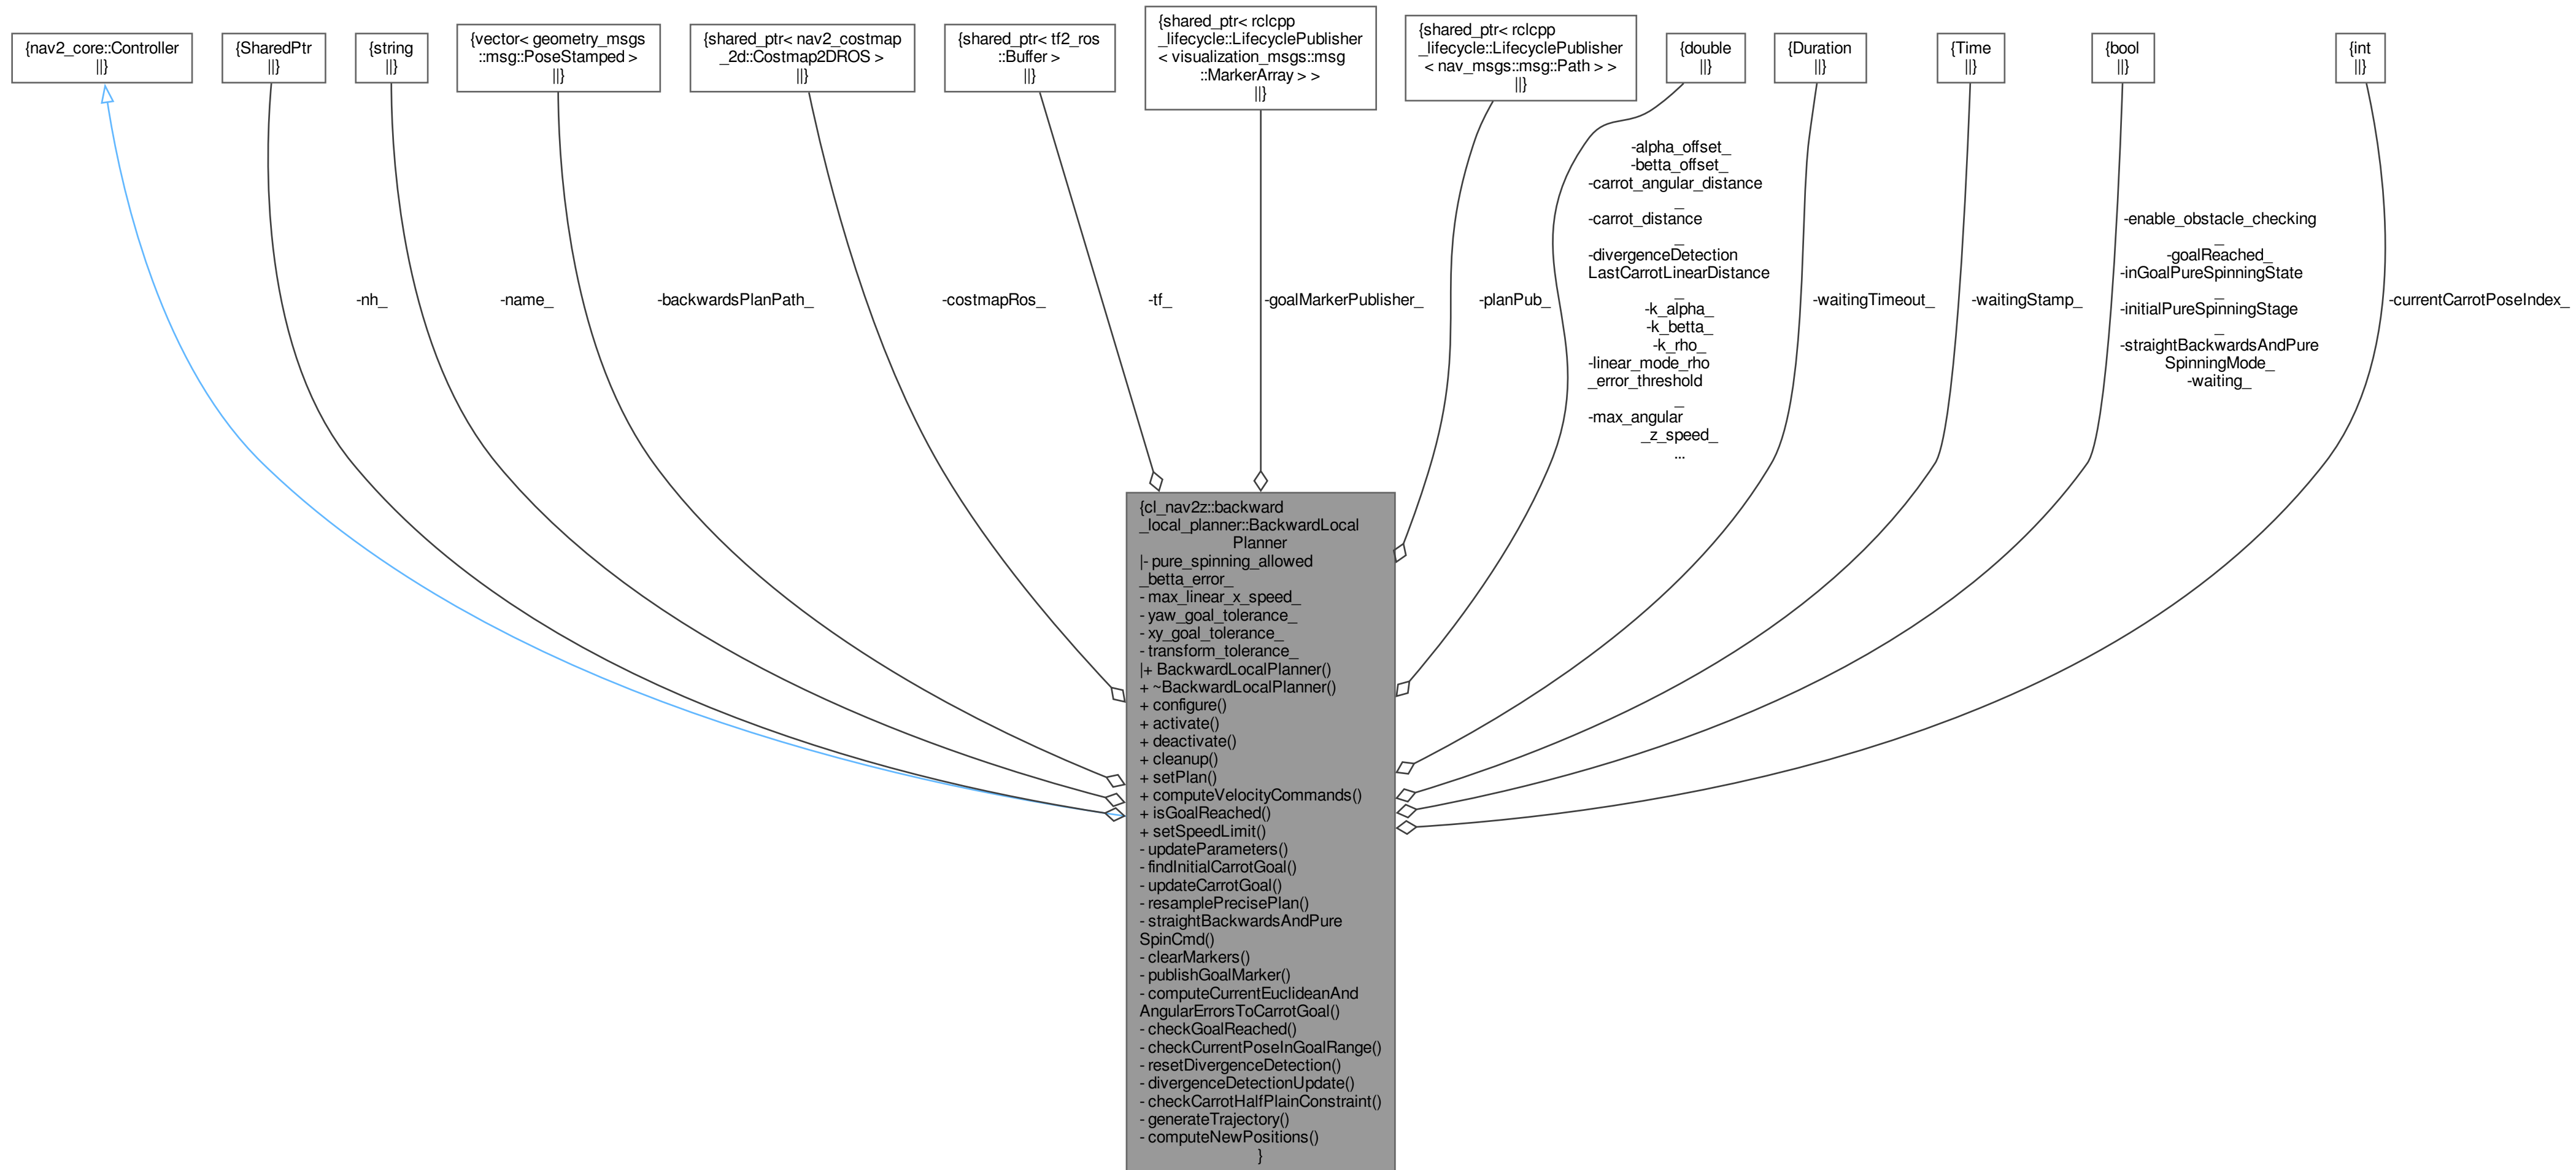 {nav2_core::Controller
||}
{SharedPtr
||}
{string
||}
{vector< geometry_msgs
::msg::PoseStamped >
||}
{shared_ptr< nav2_costmap
_2d::Costmap2DROS >
||}
{shared_ptr< tf2_ros
::Buffer >
||}
{shared_ptr< rclcpp
_lifecycle::LifecyclePublisher
< visualization_msgs::msg
::MarkerArray > >
||}
{shared_ptr< rclcpp
_lifecycle::LifecyclePublisher
< nav_msgs::msg::Path > >
||}
{double
||}
{Duration
||}
{Time
||}
{bool
||}
{int
||}
-nh_
-name_
-backwardsPlanPath_
-costmapRos_
-tf_
-goalMarkerPublisher_
-planPub_
-alpha_offset_
-betta_offset_
-carrot_angular_distance
_
-carrot_distance
_
-divergenceDetection
LastCarrotLinearDistance
_
-k_alpha_
-k_betta_
-k_rho_
-linear_mode_rho
_error_threshold
_
-max_angular
_z_speed_
...
-waitingTimeout_
-waitingStamp_
-enable_obstacle_checking
_
-goalReached_
-inGoalPureSpinningState
_
-initialPureSpinningStage
_
-straightBackwardsAndPure
SpinningMode_
-waiting_
-currentCarrotPoseIndex_
{cl_nav2z::backward
_local_planner::BackwardLocal
Planner
|- pure_spinning_allowed
_betta_error_
- max_linear_x_speed_
- yaw_goal_tolerance_
- xy_goal_tolerance_
- transform_tolerance_
|+ BackwardLocalPlanner()
+ ~BackwardLocalPlanner()
+ configure()
+ activate()
+ deactivate()
+ cleanup()
+ setPlan()
+ computeVelocityCommands()
+ isGoalReached()
+ setSpeedLimit()
- updateParameters()
- findInitialCarrotGoal()
- updateCarrotGoal()
- resamplePrecisePlan()
- straightBackwardsAndPure
SpinCmd()
- clearMarkers()
- publishGoalMarker()
- computeCurrentEuclideanAnd
AngularErrorsToCarrotGoal()
- checkGoalReached()
- checkCurrentPoseInGoalRange()
- resetDivergenceDetection()
- divergenceDetectionUpdate()
- checkCarrotHalfPlainConstraint()
- generateTrajectory()
- computeNewPositions()
}